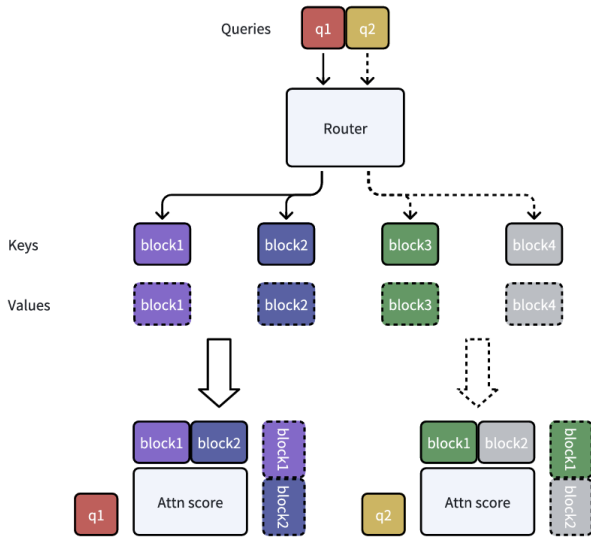 Queries q1 q2
Router
Keys block1 block2 block3 block4
Values block1 block2 block3 block4
block1 block2 block1
q1 Attn score block2
block1 block2 block1
q2 Attn score block2